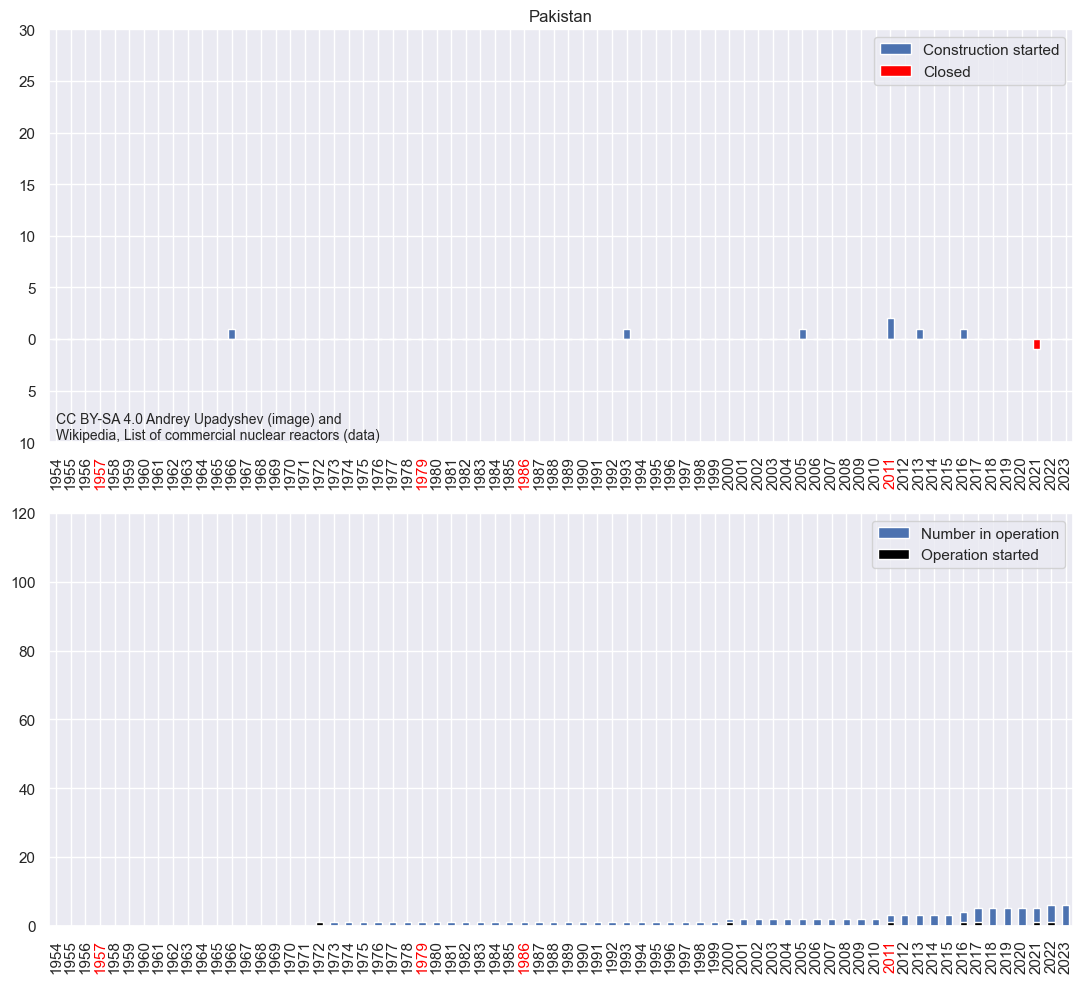 Pakistan
30
25
20
15
10
5
0
5
10
Construction started
Closed
CC BY-SA 4.0 Andrey Upadyshev (image) and
Wikipedia, List of commercial nuclear reactors (data)
1954 1955 1956 1957 1958 1959 1960 1961 1962 1963 1964 1965 1966 1967 1968 1969 1970 1971 1972 1973 1974 1975 1976 1977 1978 1979 1980 1981 1982 1983 1984 1985 1986 1987 1988 1989 1990 1991 1992 1993 1994 1995 1996 1997 1998 1999 2000 2001 2002 2003 2004 2005 2006 2007 2008 2009 2010 2011 2012 2013 2014 2015 2016 2017 2018 2019 2020 2021 2022 2023
120
100
80
60
40
20
0
Number in operation
Operation started
1954 1955 1956 1957 1958 1959 1960 1961 1962 1963 1964 1965 1966 1967 1968 1969 1970 1971 1972 1973 1974 1975 1976 1977 1978 1979 1980 1981 1982 1983 1984 1985 1986 1987 1988 1989 1990 1991 1992 1993 1994 1995 1996 1997 1998 1999 2000 2001 2002 2003 2004 2005 2006 2007 2008 2009 2010 2011 2012 2013 2014 2015 2016 2017 2018 2019 2020 2021 2022 2023